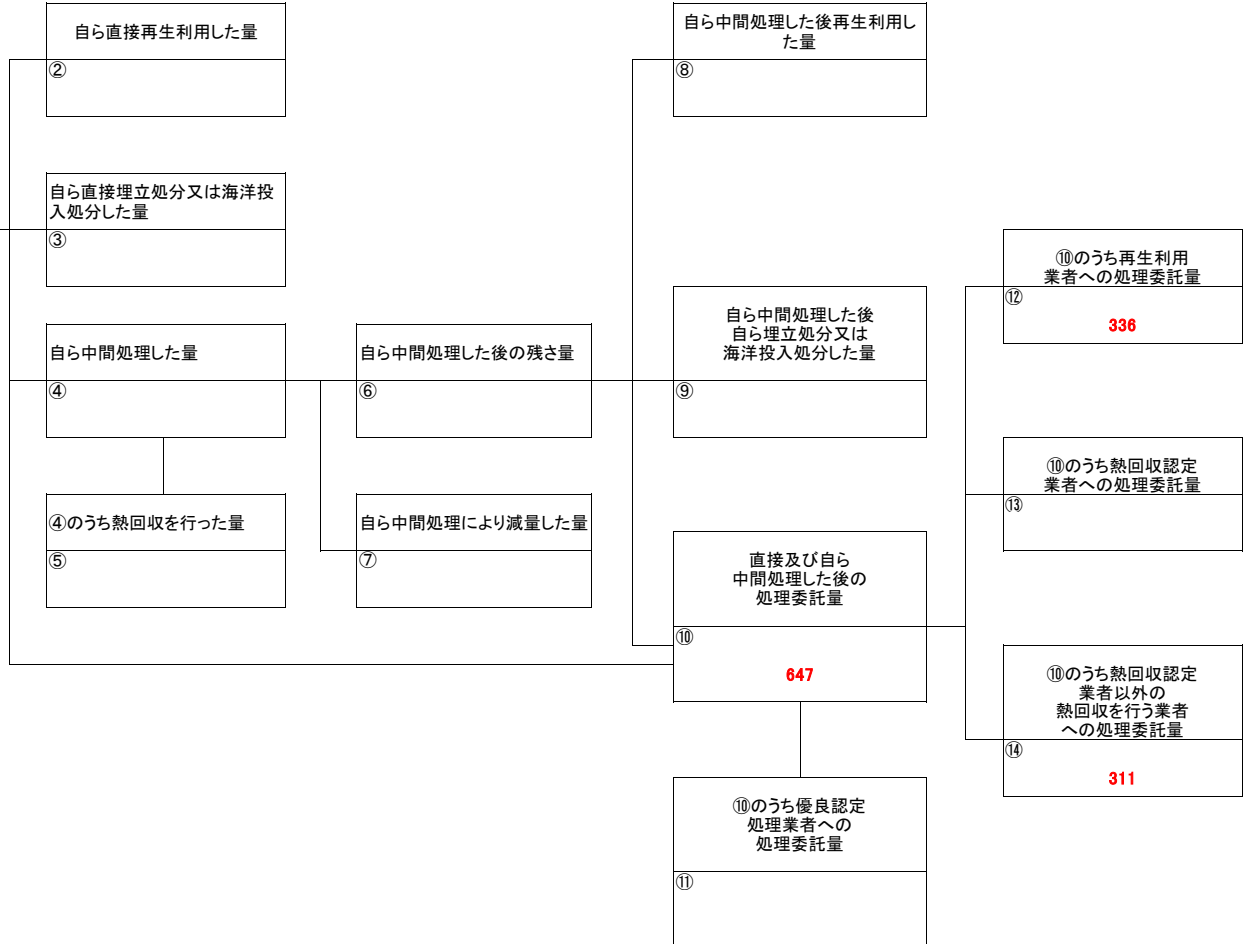 自ら直接再生利用した量
②
自ら直接埋立処分又は海洋投
入処分した量
③
自ら中間処理した量
④
④のうち熱回収を行った量
⑤
自ら中間処理した後の残さ量
⑥
自ら中間処理により減量した量
⑦
自ら中間処理した後再生利用し
た量
⑧
自ら中間処理した後
自ら埋立処分又は
海洋投入処分した量
⑨
直接及び自ら
中間処理した後の
処理委託量
⑩
647
⑩のうち優良認定
処理業者への
処理委託量
⑪
⑩のうち再生利用
業者への処理委託量
⑫
336
⑩のうち熱回収認定
業者への処理委託量
⑬
⑩のうち熱回収認定
業者以外の
熱回収を行う業者
への処理委託量
⑭
311